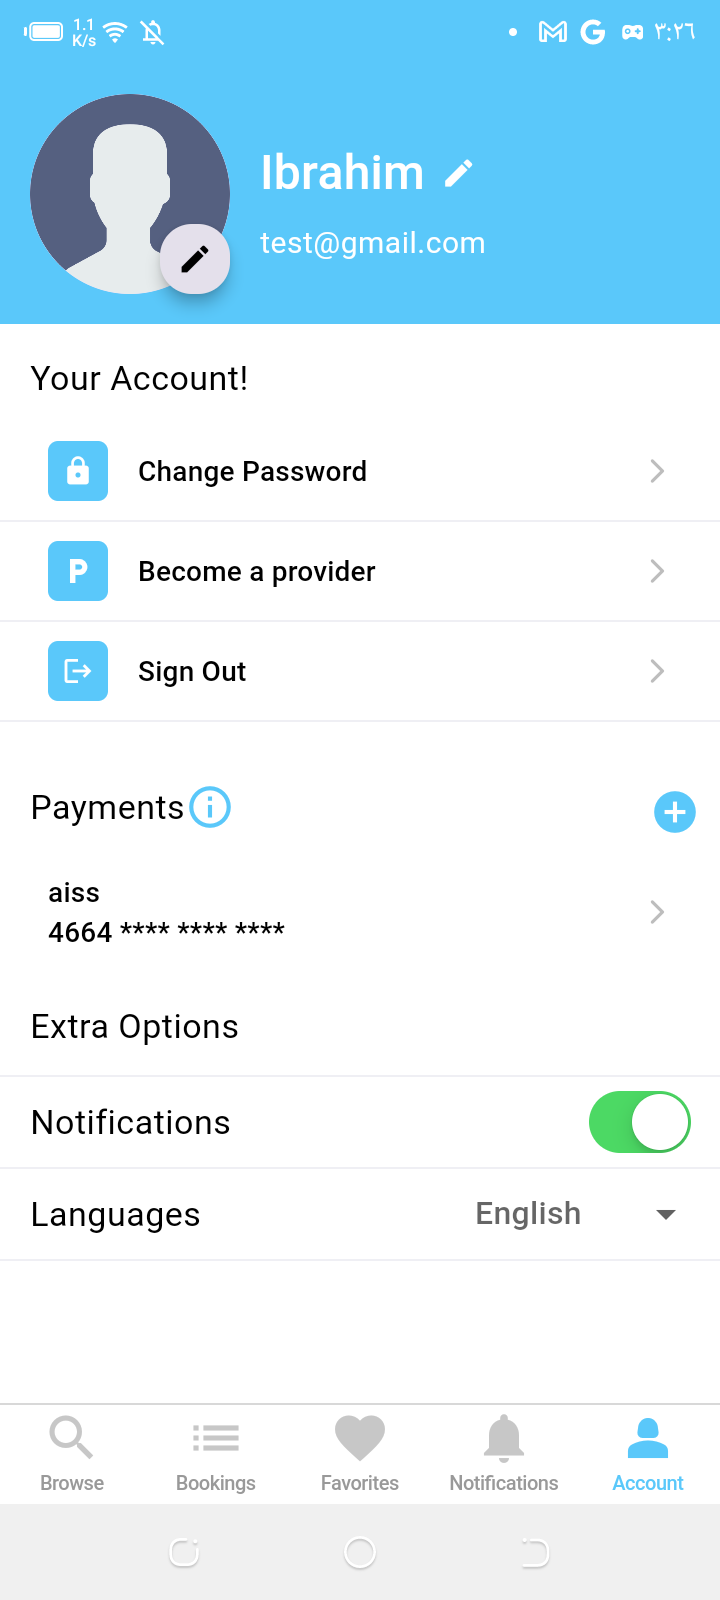 1.1
K/s
٣:٢٦
Ibrahim
test@gmail.com
Your Account!
Change Password
P
Become a provider
Sign Out
Payments
aiss
4664 **** **** ****
Extra Options
Notifications
Languages
English
Browse
Bookings
Favorites
Notifications
Account